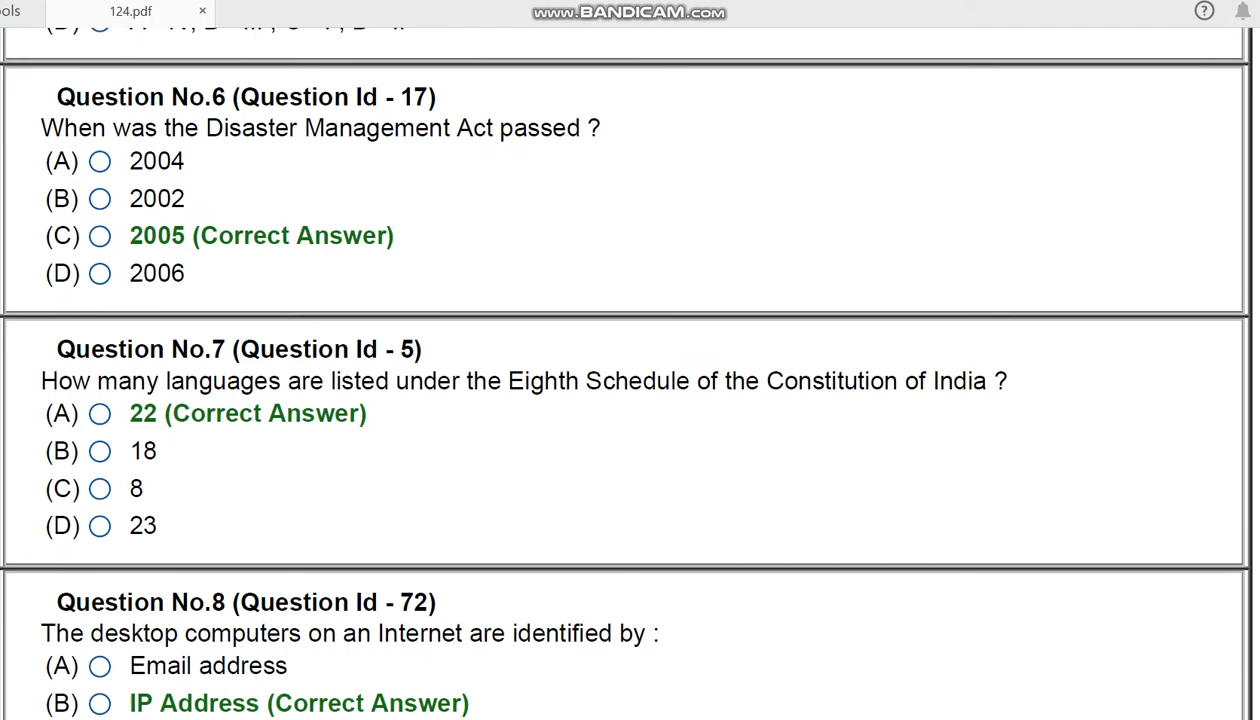 ols 124.pdf × www.BANDICAM.com ?
Question No.6 (Question Id - 17)
When was the Disaster Management Act passed ?
(A) 2004
(B) 2002
(C) 2005 (Correct Answer)
(D) 2006
Question No.7 (Question Id - 5)
How many languages are listed under the Eighth Schedule of the Constitution of India ?
(A) 22 (Correct Answer)
(B) 18
(C) 8
(D) 23
Question No.8 (Question Id - 72)
The desktop computers on an Internet are identified by :
(A) Email address
(B) IP Address (Correct Answer)